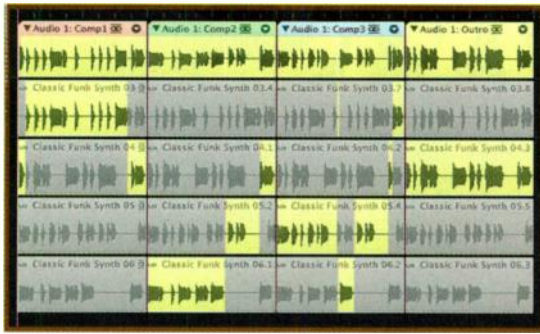 Audio 1: Comp1 Audio 1: Comp2 Audio 1: Comp3 Audio 1: Outro
Classic Funk Synth 03 Classic Funk Synth 03.4 Classic Funk Synth 03.7 Classic Funk Synth 03.8
Classic Funk Synth 04 Classic Funk Synth 04.1 Classic Funk Synth 04.2 Classic Funk Synth 04.3
Classic Funk Synth 05 Classic Funk Synth 05.2 Classic Funk Synth 05.4 Classic Funk Synth 05.5
Classic Funk Synth 06 Classic Funk Synth 06.1 Classic Funk Synth 06.2 Classic Funk Synth 06.3